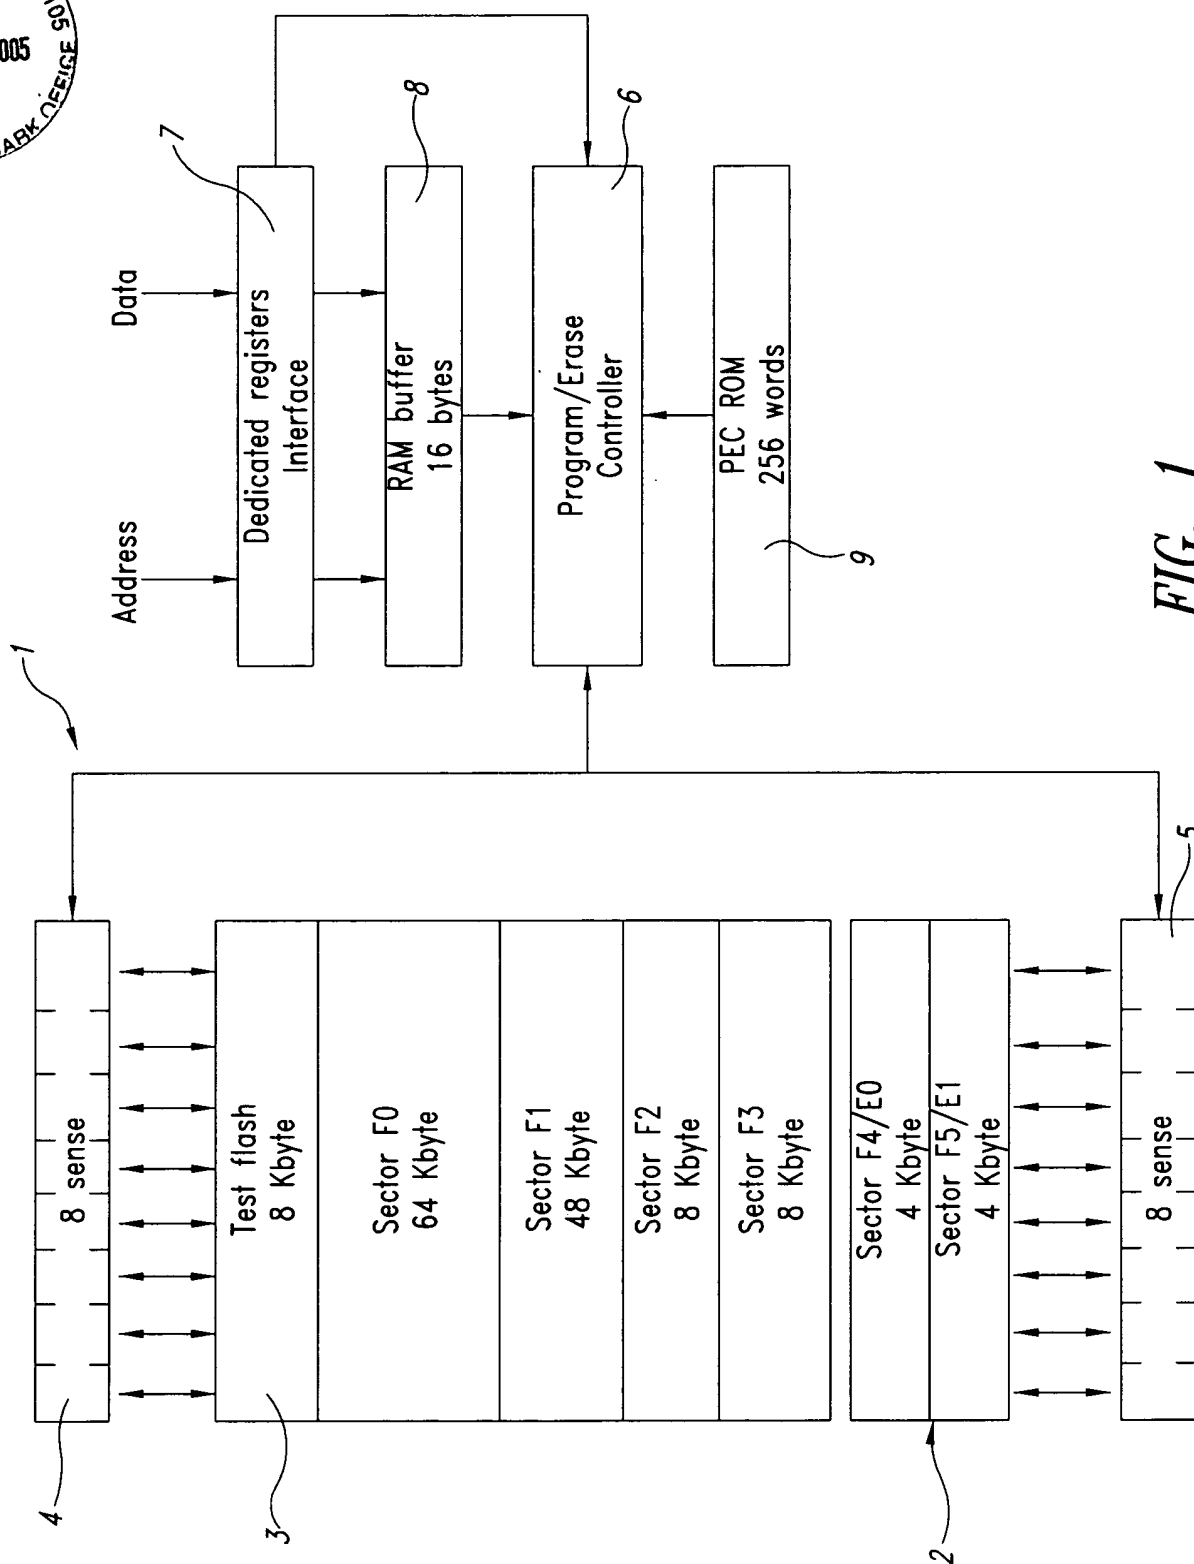 005
ARK OFFICE
1
4
8 sense
3
Test flash
8 Kbyte
Sector F0
64 Kbyte
Sector F1
48 Kbyte
Sector F2
8 Kbyte
Sector F3
8 Kbyte
2
Sector F4/E0
4 Kbyte
Sector F5/E1
4 Kbyte
8 sense
5
Address
Data
7
Dedicated registers
Interface
8
RAM buffer
16 bytes
6
Program/Erase
Controller
PEC ROM
256 words
9
FIG. 1